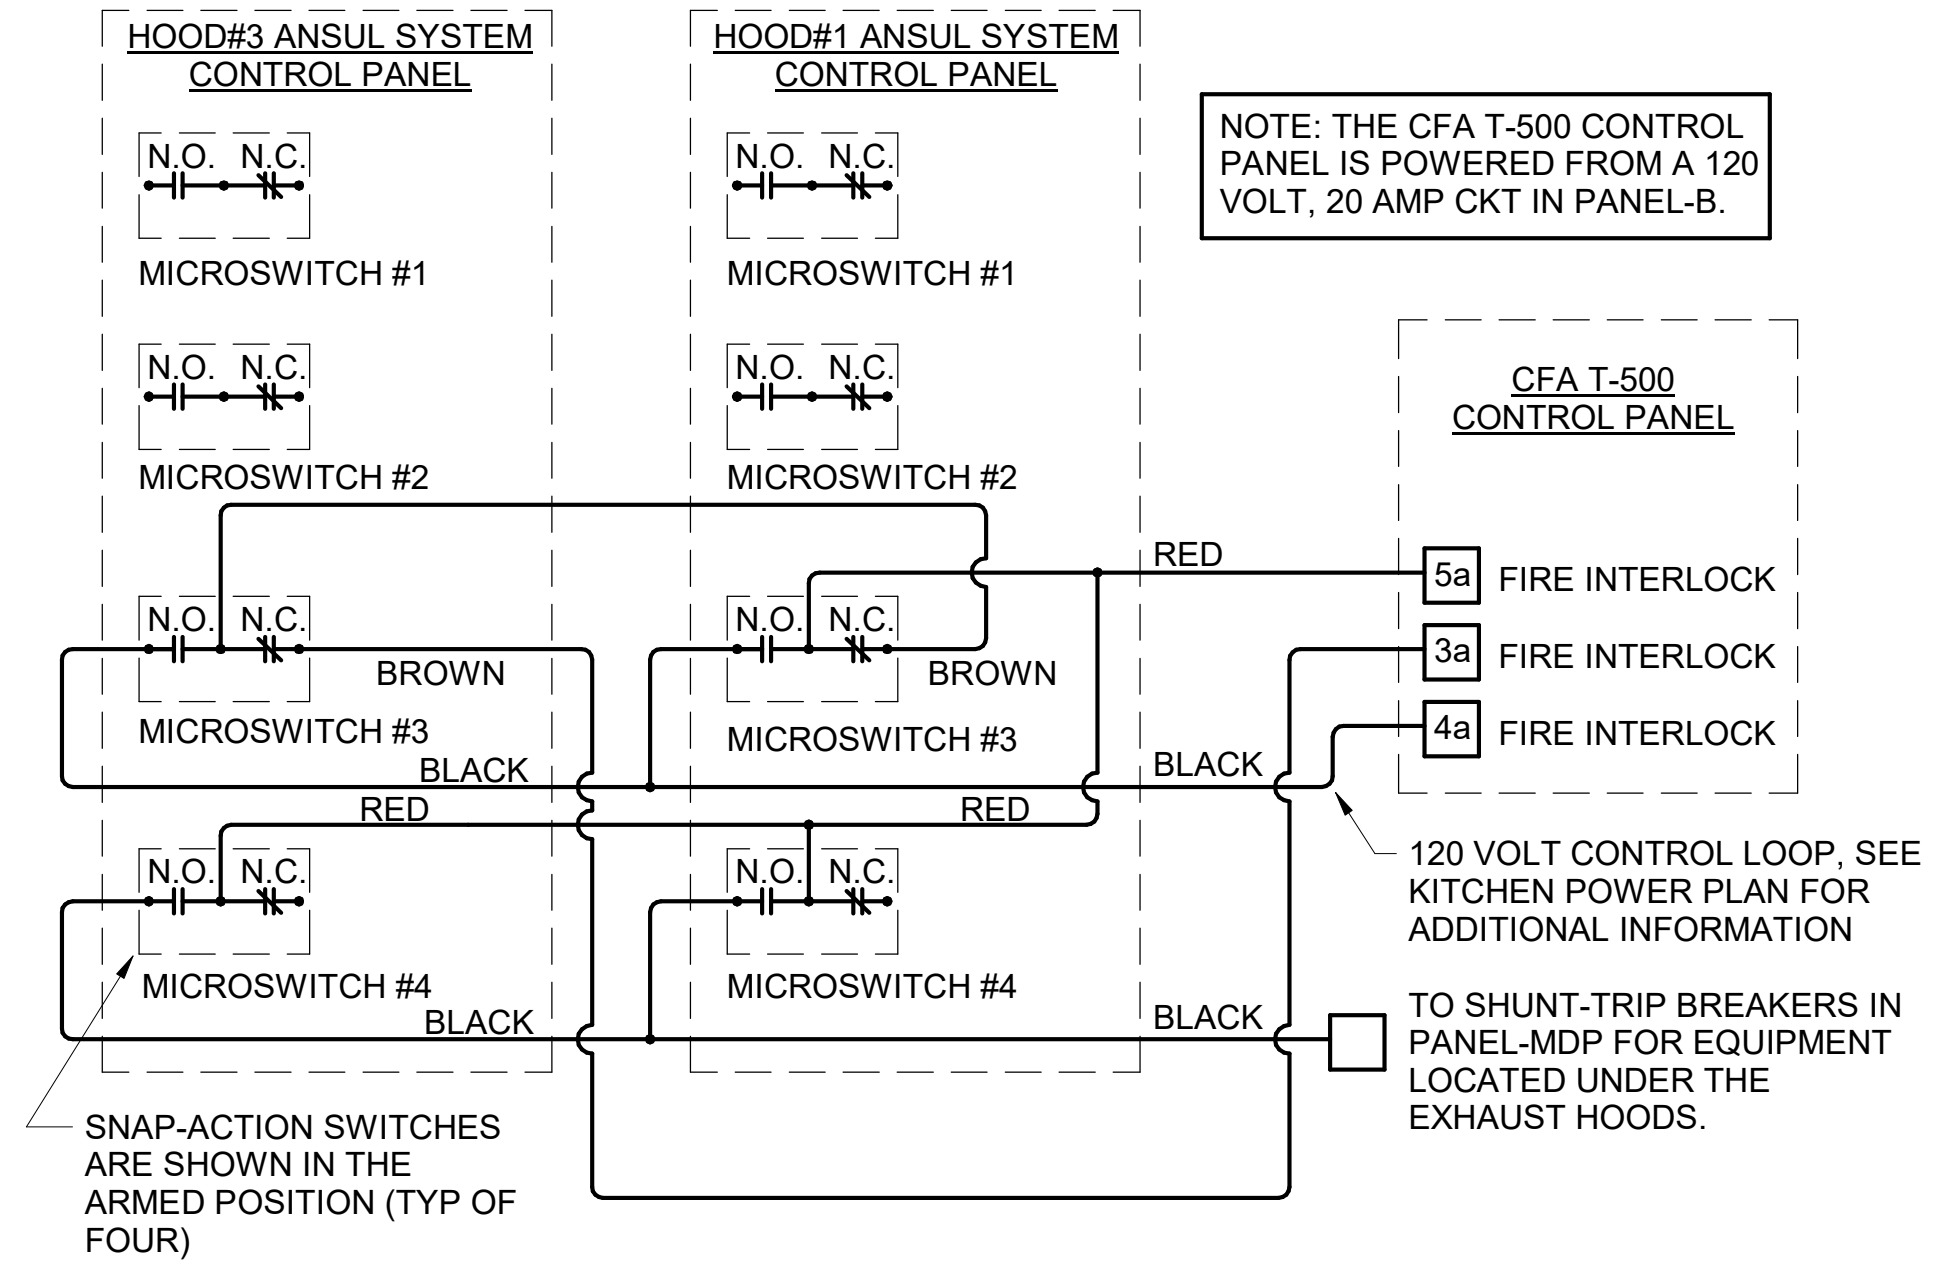 HOOD#3 ANSUL SYSTEM
CONTROL PANEL
N.O. N.C.
MICROSWITCH #1
N.O. N.C.
MICROSWITCH #2
N.O. N.C.
BROWN
MICROSWITCH #3
BLACK
RED
N.O. N.C.
MICROSWITCH #4
BLACK
SNAP-ACTION SWITCHES
ARE SHOWN IN THE
ARMED POSITION (TYP OF
FOUR)
HOOD#1 ANSUL SYSTEM
CONTROL PANEL
N.O. N.C.
MICROSWITCH #1
N.O. N.C.
MICROSWITCH #2
RED
N.O. N.C.
BROWN
MICROSWITCH #3
BLACK
RED
N.O. N.C.
MICROSWITCH #4
BLACK
NOTE: THE CFA T-500 CONTROL
PANEL IS POWERED FROM A 120
VOLT, 20 AMP CKT IN PANEL-B.
CFA T-500
CONTROL PANEL
5a FIRE INTERLOCK
3a FIRE INTERLOCK
4a FIRE INTERLOCK
120 VOLT CONTROL LOOP, SEE
KITCHEN POWER PLAN FOR
ADDITIONAL INFORMATION
TO SHUNT-TRIP BREAKERS IN
PANEL-MDP FOR EQUIPMENT
LOCATED UNDER THE
EXHAUST HOODS.